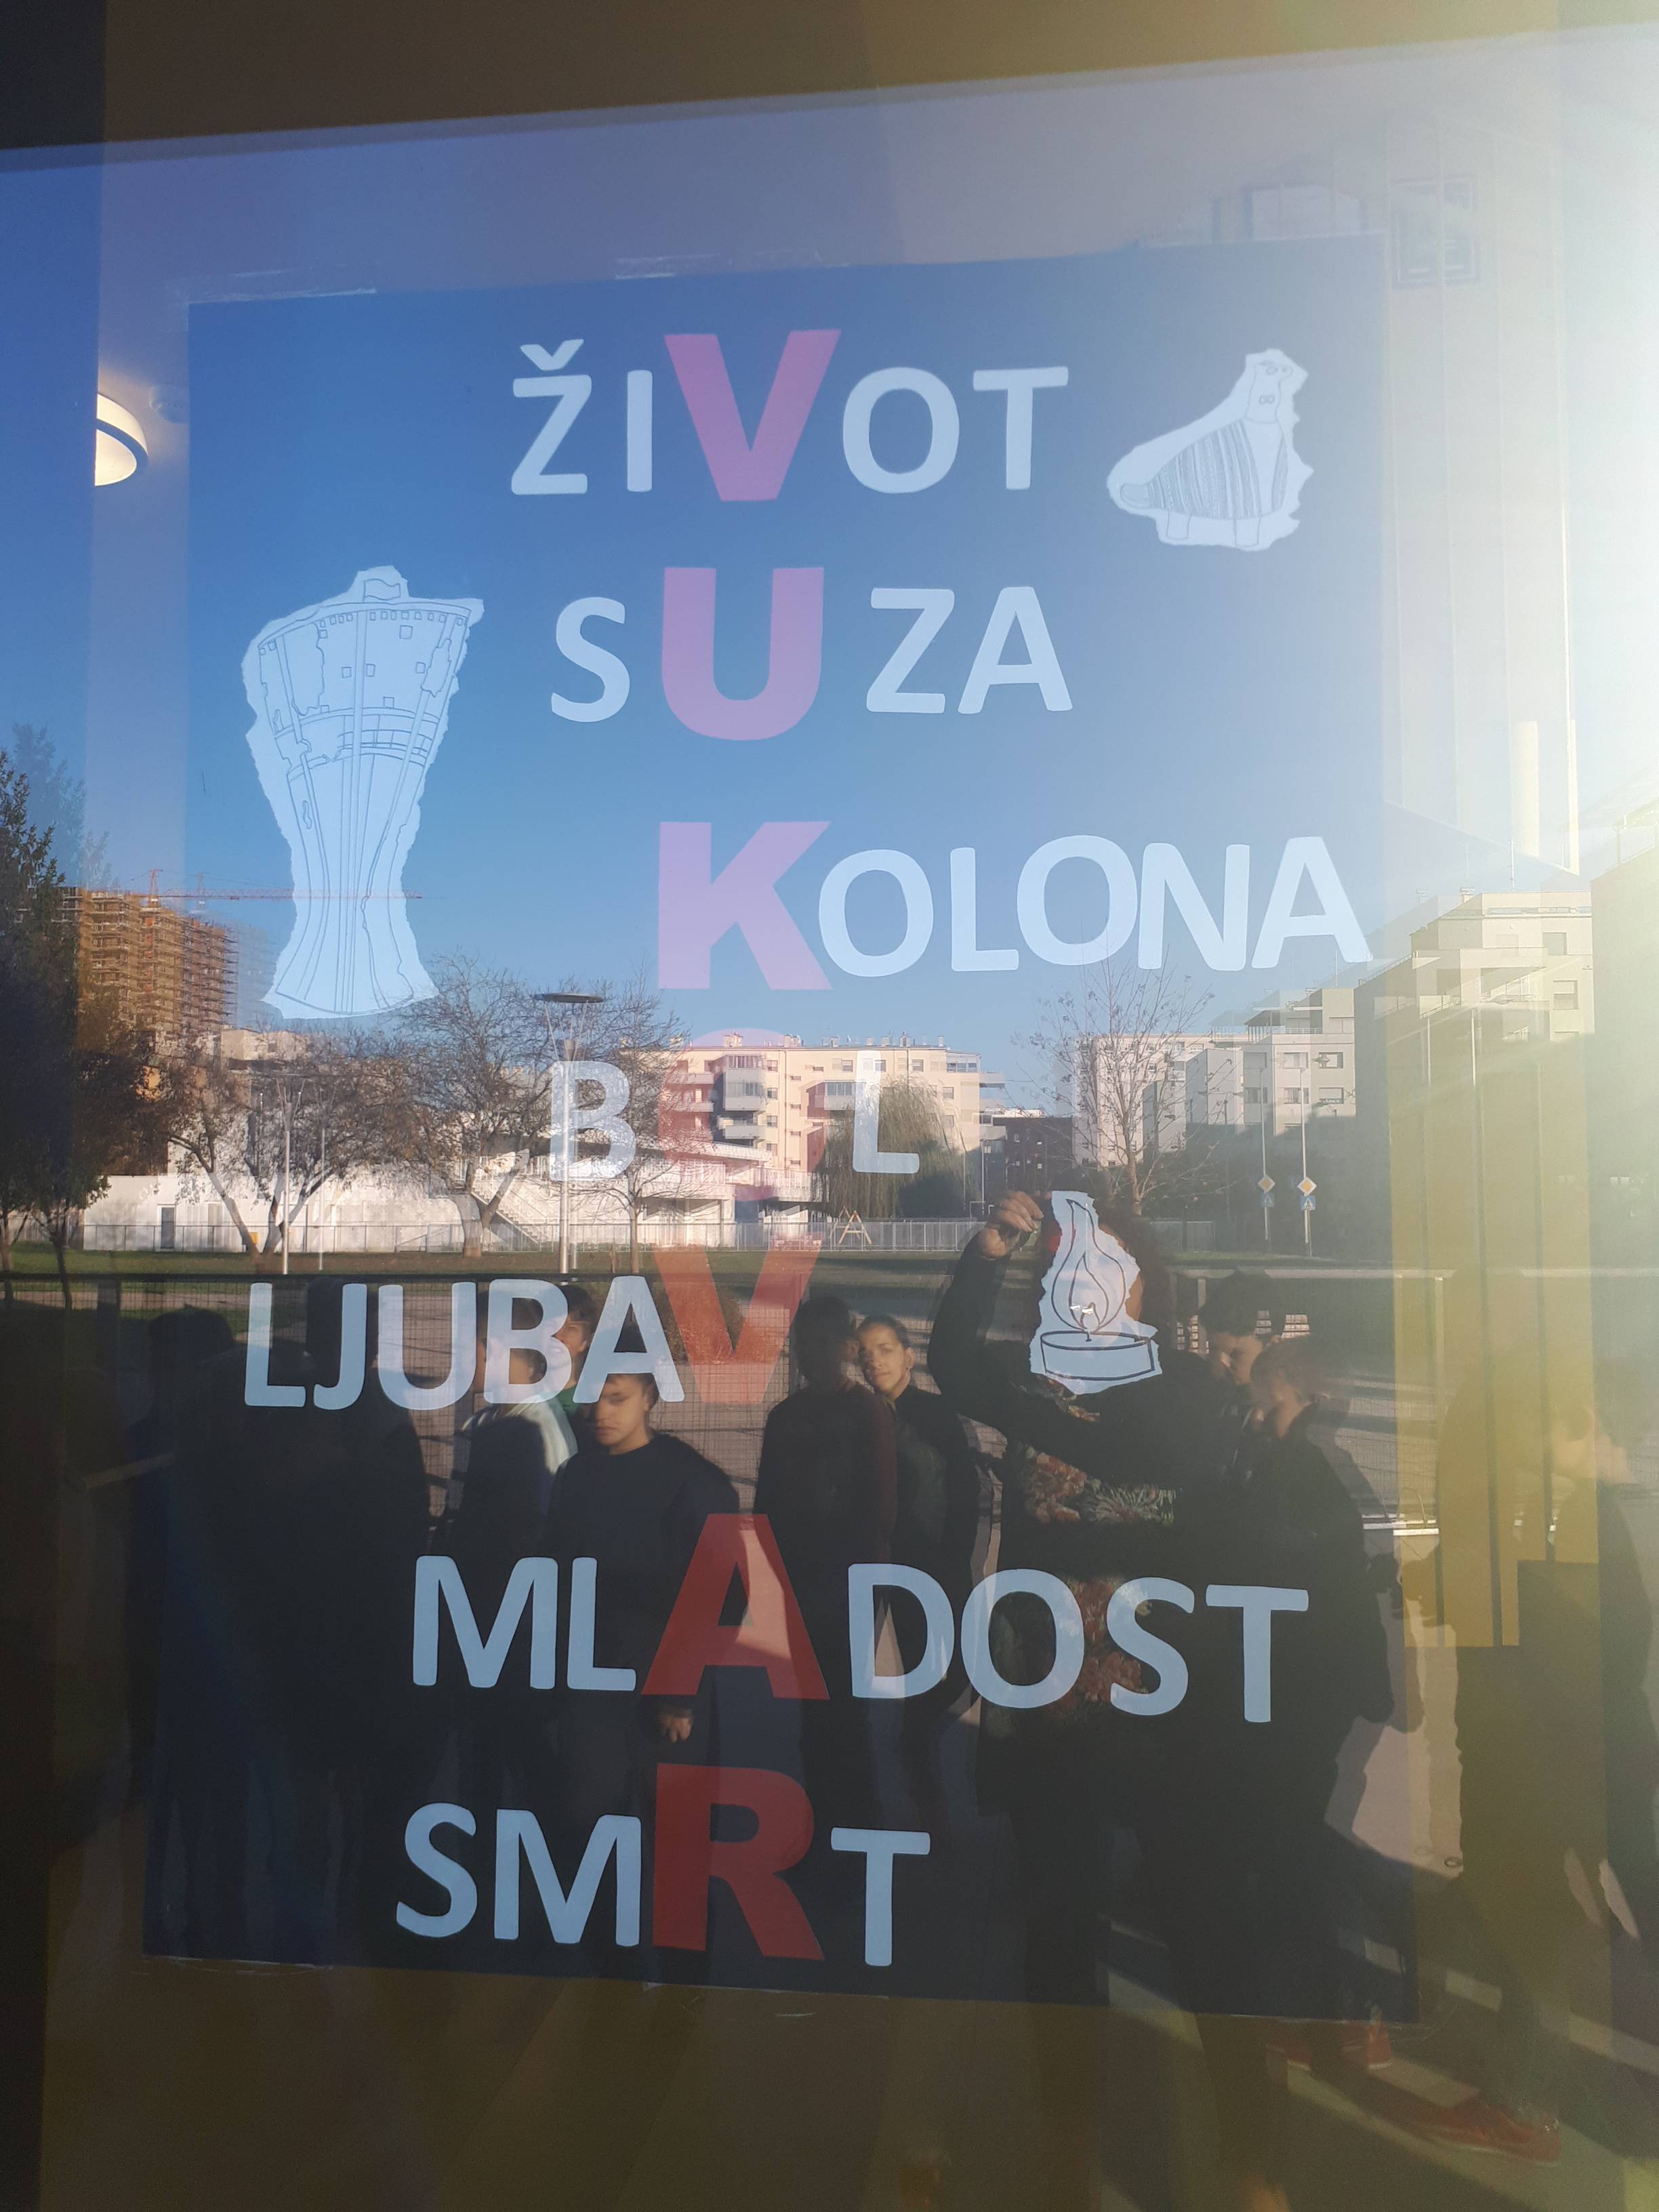 ŽIVOT
SUZA
KOLONA
BOL
LJUBAV
MLADOST
SMRT